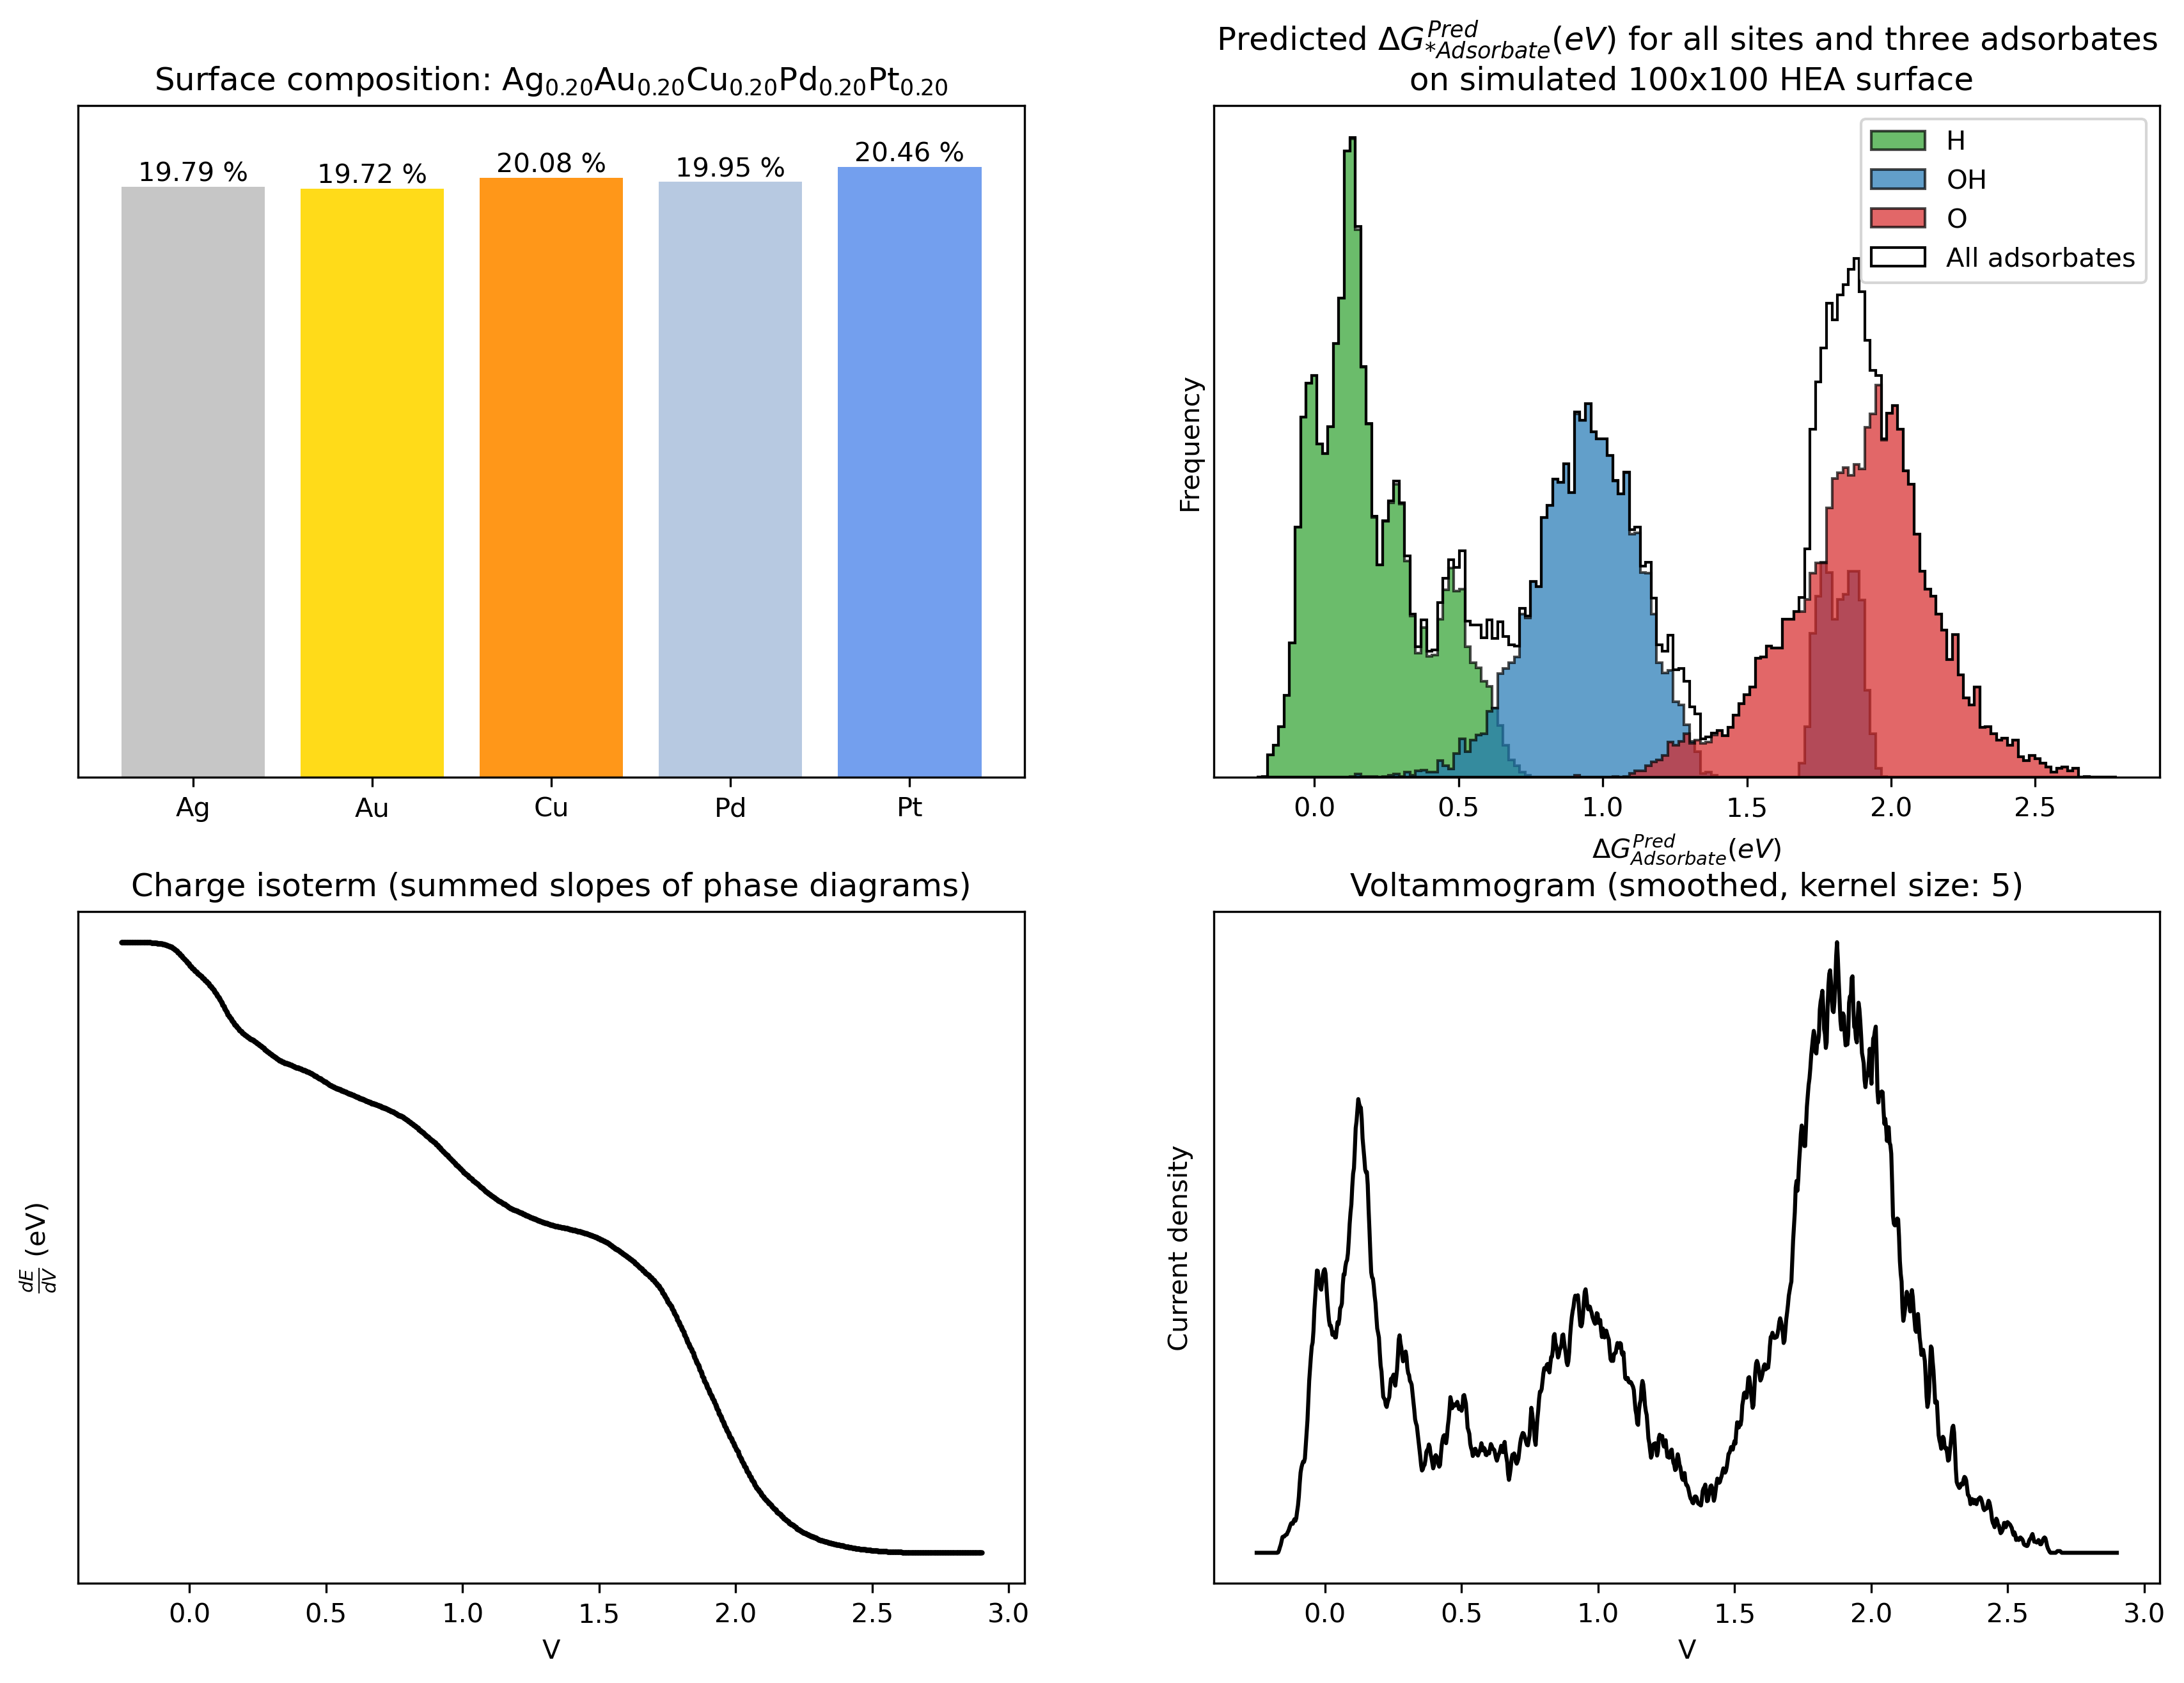 Surface composition: Ag₀.₂₀Au₀.₂₀Cu₀.₂₀Pd₀.₂₀Pt₀.₂₀
19.79 %
19.72 %
20.08 %
19.95 %
20.46 %
Ag
Au
Cu
Pd
Pt
Predicted ΔG^{Pred}_{*Adsorbate}(eV) for all sites and three adsorbates
on simulated 100x100 HEA surface
H
OH
O
All adsorbates
Frequency
0.0
0.5
1.0
1.5
2.0
2.5
ΔG^{Pred}_{Adsorbate}(eV)
Charge isoterm (summed slopes of phase diagrams)
dE/dV (eV)
0.0
0.5
1.0
1.5
2.0
2.5
3.0
V
Voltammogram (smoothed, kernel size: 5)
Current density
0.0
0.5
1.0
1.5
2.0
2.5
3.0
V